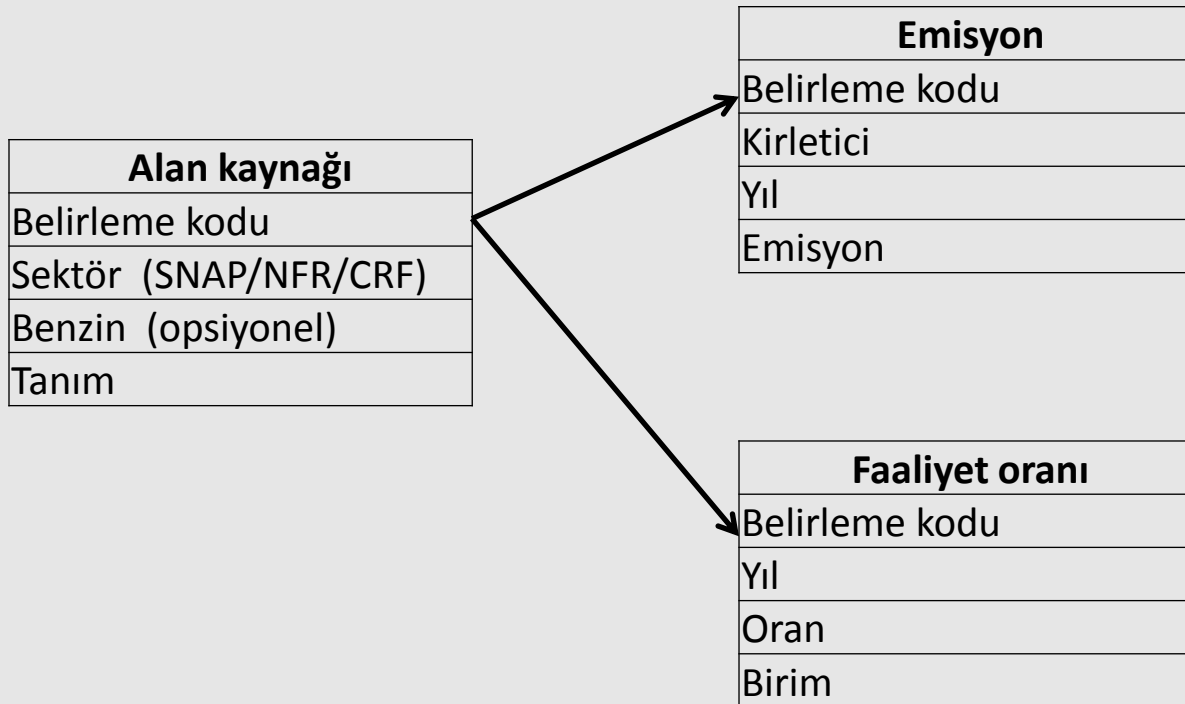 Alan kaynağı
Belirleme kodu
Sektör (SNAP/NFR/CRF)
Benzin (opsiyonel)
Tanım
Emisyon
Belirleme kodu
Kirletici
Yıl
Emisyon
Faaliyet oranı
Belirleme kodu
Yıl
Oran
Birim